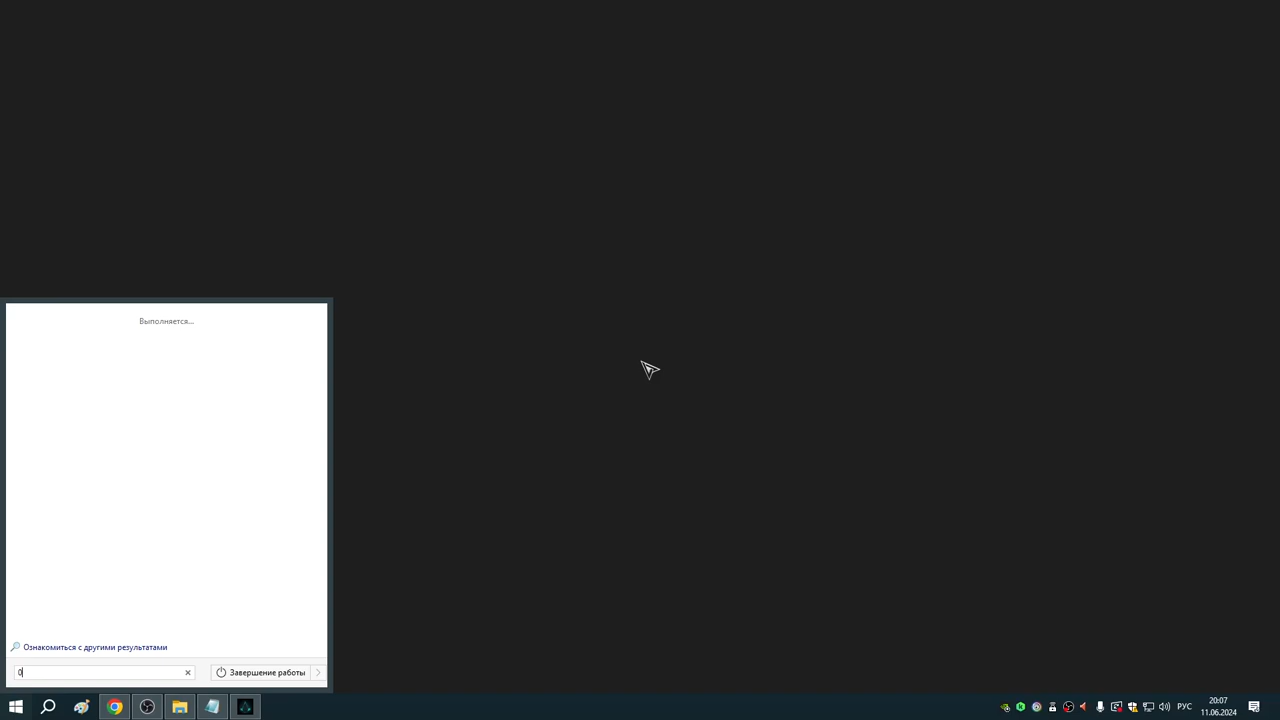 Выполняется...
Ознакомиться с другими результатами
0
Завершение работы
РУС
20:07
11.06.2024